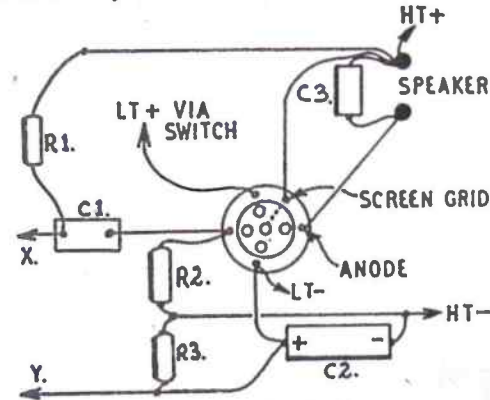 HT+
C3.
SPEAKER
LT+ VIA
SWITCH
R1.
C1.
SCREEN GRID
X.
ANODE
R2.
LT-
HT-
R3.
+ -
C2.
Y.